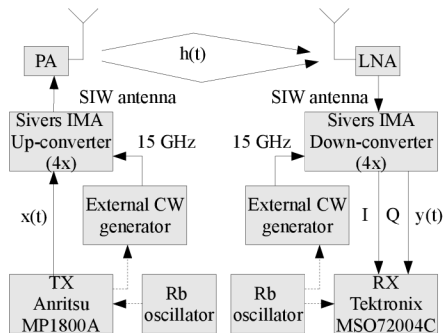 PA
h(t)
LNA
SIW antenna
SIW antenna
Sivers IMA
Up-converter
(4x)
15 GHz
15 GHz
Sivers IMA
Down-converter
(4x)
x(t)
External CW
generator
External CW
generator
I
Q
y(t)
TX
Anritsu
MP1800A
Rb
oscillator
Rb
oscillator
RX
Tektronix
MSO72004C